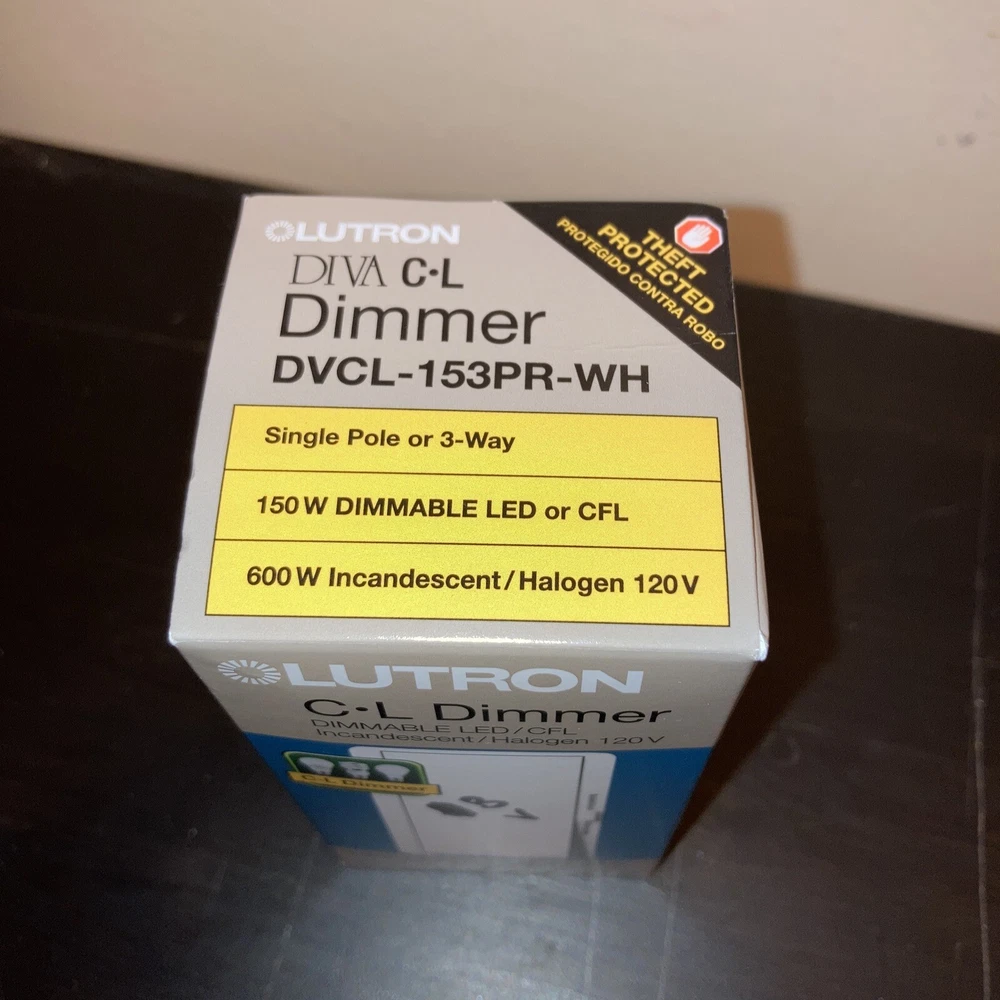 LUTRON
DIVA C•L
Dimmer
DVCL-153PR-WH
THEFT
PROTECTED
PROTEGIDO CONTRA ROBO
Single Pole or 3-Way
150 W DIMMABLE LED or CFL
600 W Incandescent / Halogen 120 V
LUTRON
C•L Dimmer
DIMMABLE LED / CFL
Incandescent / Halogen 120 V
C•L Dimmer